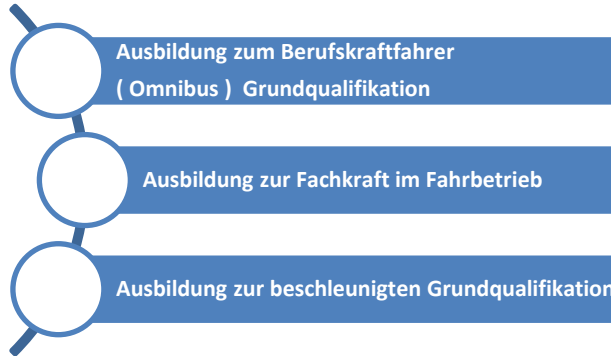 Ausbildung zum Berufskraftfahrer
( Omnibus ) Grundqualifikation
Ausbildung zur Fachkraft im Fahrbetrieb
Ausbildung zur beschleunigten Grundqualifikation